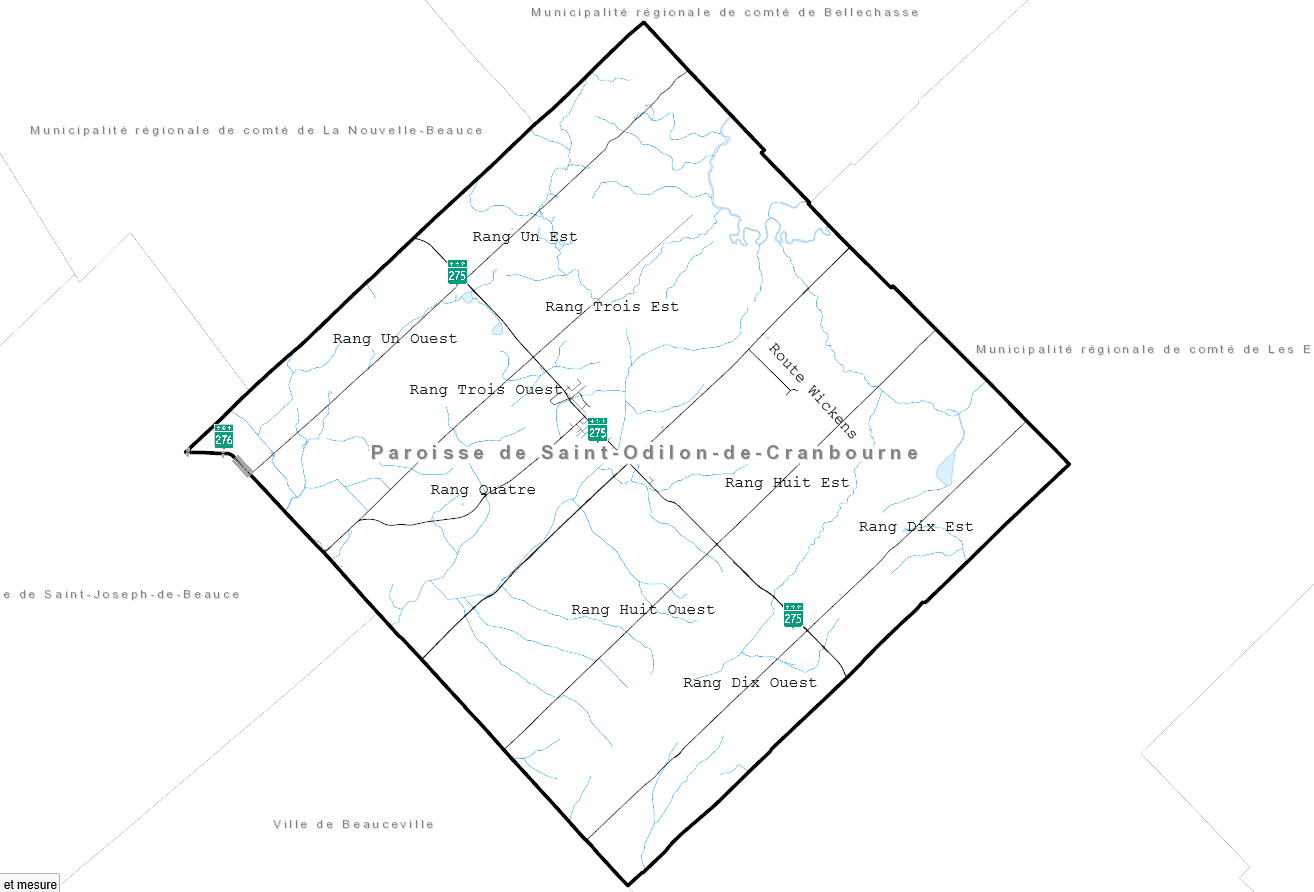 Municipalité régionale de comté de Bellechasse
Municipalité régionale de comté de La Nouvelle-Beauce
Rang Un Est
275
Rang Trois Est
Rang Un Ouest
Municipalité régionale de comté de Les E
Route Wickens
Rang Trois Ouest
275
276
Paroisse de Saint-Odilon-de-Cranbourne
Rang Huit Est
Rang Quatre
Rang Dix Est
e de Saint-Joseph-de-Beauce
Rang Huit Ouest
275
Rang Dix Ouest
Ville de Beauceville
et mesure